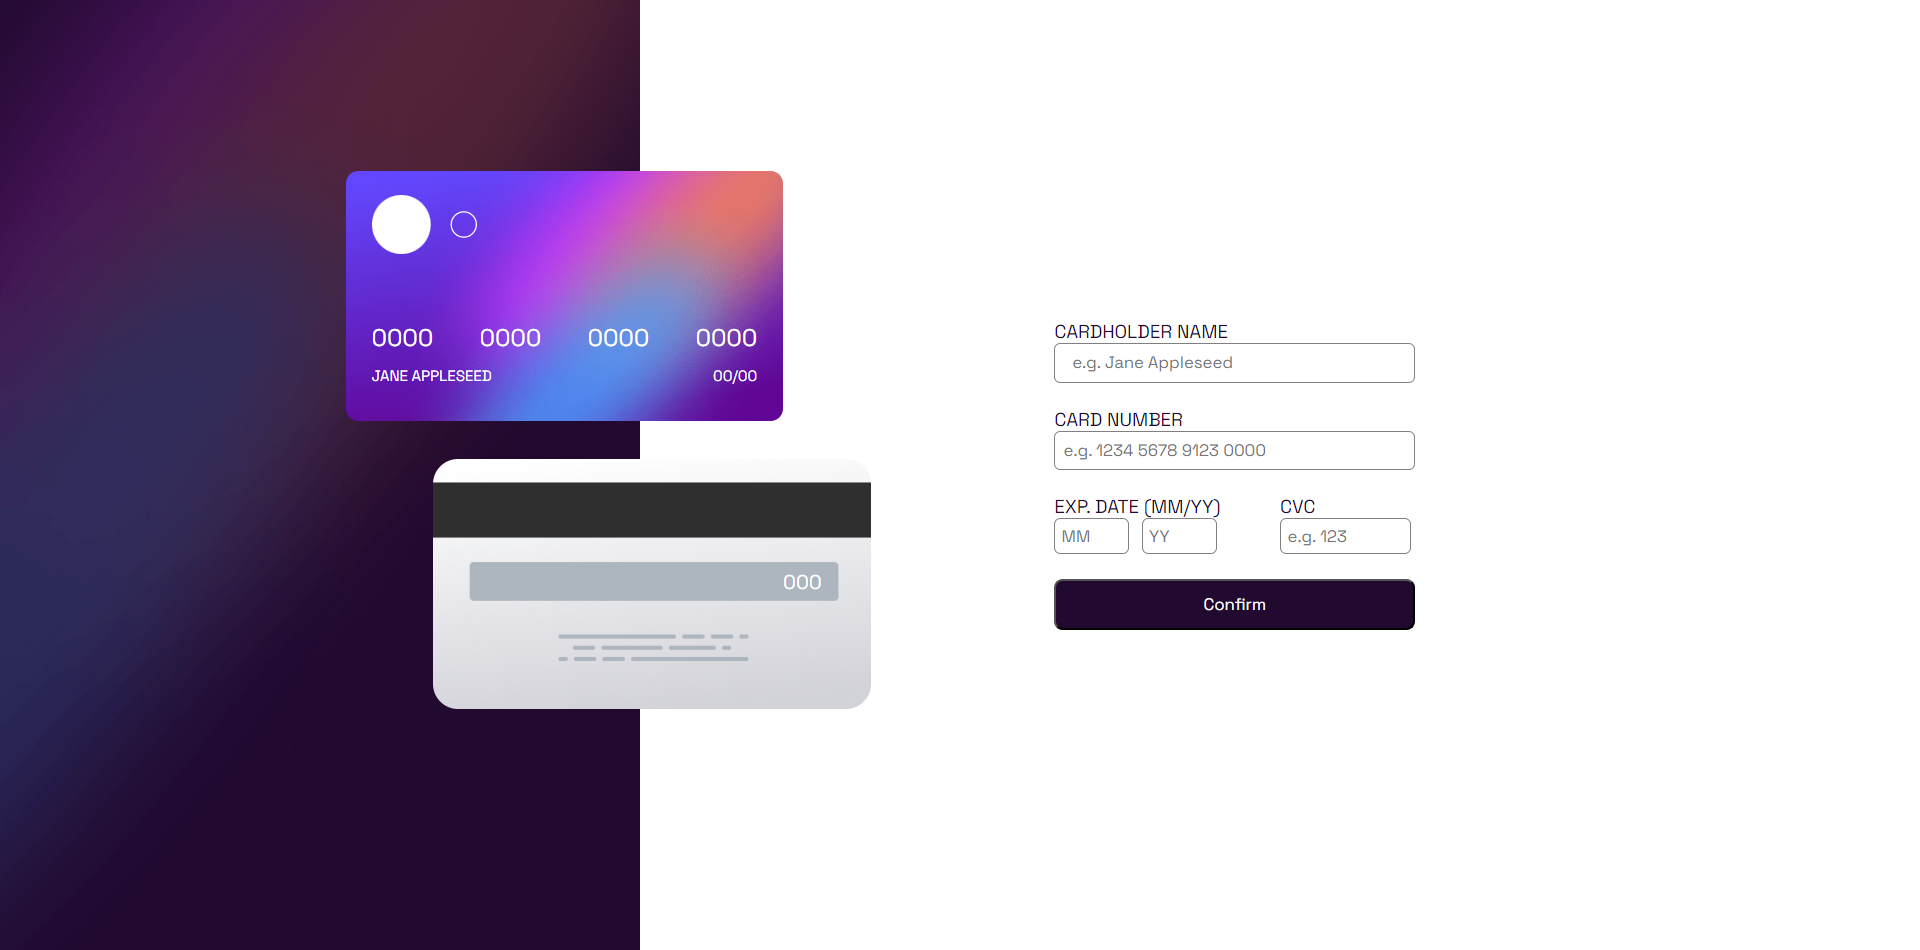 0000 0000 0000 0000
JANE APPLESEED 00/00
000
CARDHOLDER NAME
e.g. Jane Appleseed
CARD NUMBER
e.g. 1234 5678 9123 0000
EXP. DATE (MM/YY) CVC
MM YY e.g. 123
Confirm